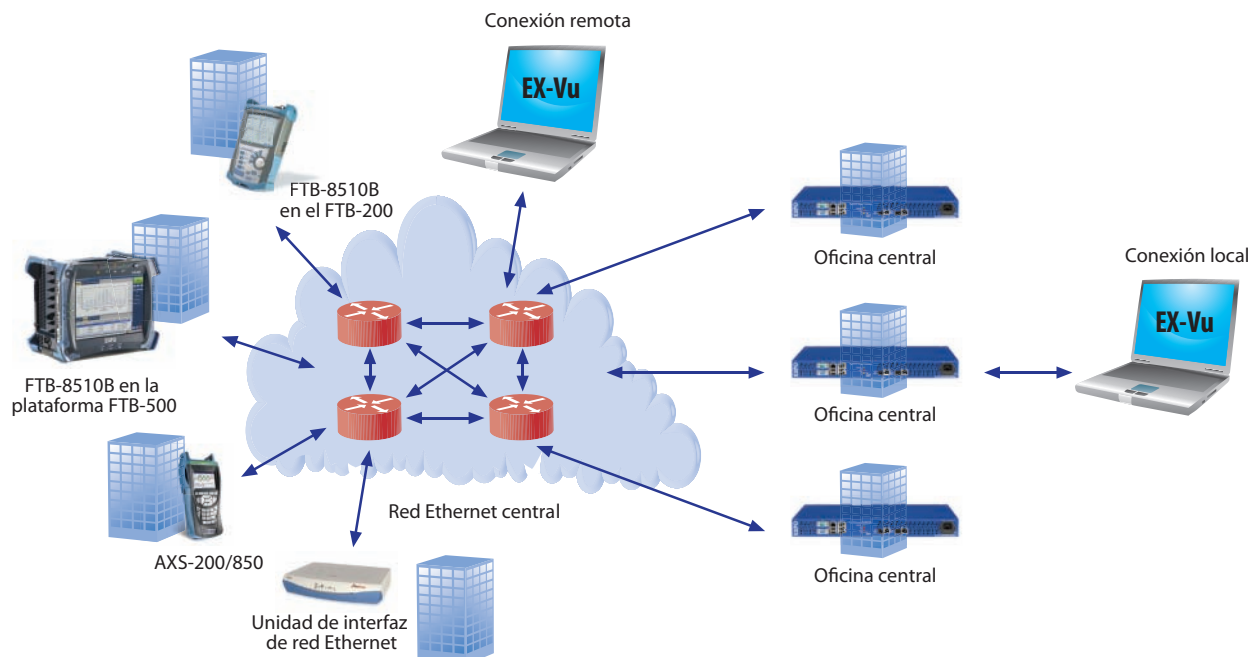 Conexión remota
EX-Vu
FTB-8510B
en el FTB-200
Oficina central
Conexión local
EX-Vu
FTB-8510B en la
plataforma FTB-500
Oficina central
Red Ethernet central
AXS-200/850
Oficina central
Unidad de interfaz
de red Ethernet